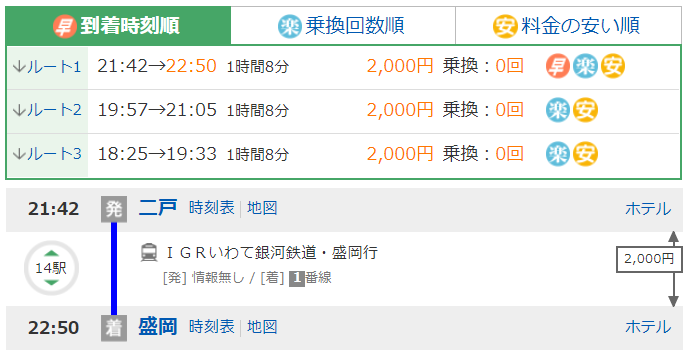 早 到着時刻順 楽 乗換回数順 安 料金の安い順
↓ルート1 21:42→22:50 1時間8分 2,000円 乗換：0回 早 楽 安
↓ルート2 19:57→21:05 1時間8分 2,000円 乗換：0回 楽 安
↓ルート3 18:25→19:33 1時間8分 2,000円 乗換：0回 楽 安
21:42 発 二戸 時刻表 | 地図 ホテル
ＩＧＲいわて銀河鉄道・盛岡行
14駅 2,000円
[発] 情報無し / [着] 1番線
22:50 着 盛岡 時刻表 | 地図 ホテル